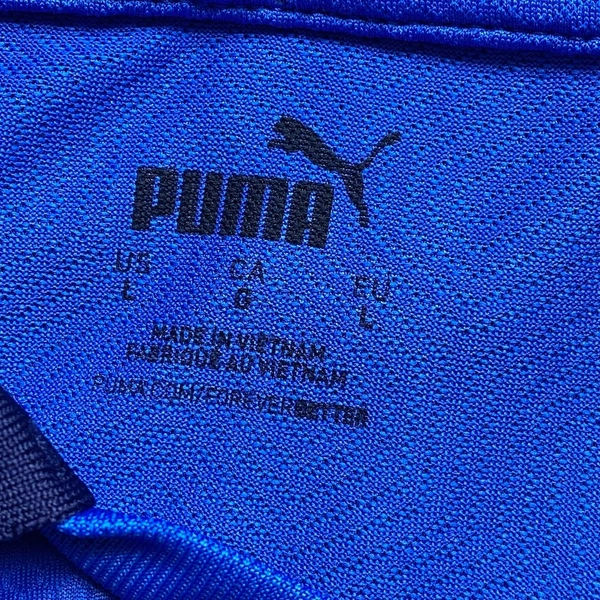 PUMA
US CA EU
L G L
MADE IN VIETNAM
FABRIQUÉ AU VIETNAM
PUMA.COM/FOREVERBETTER